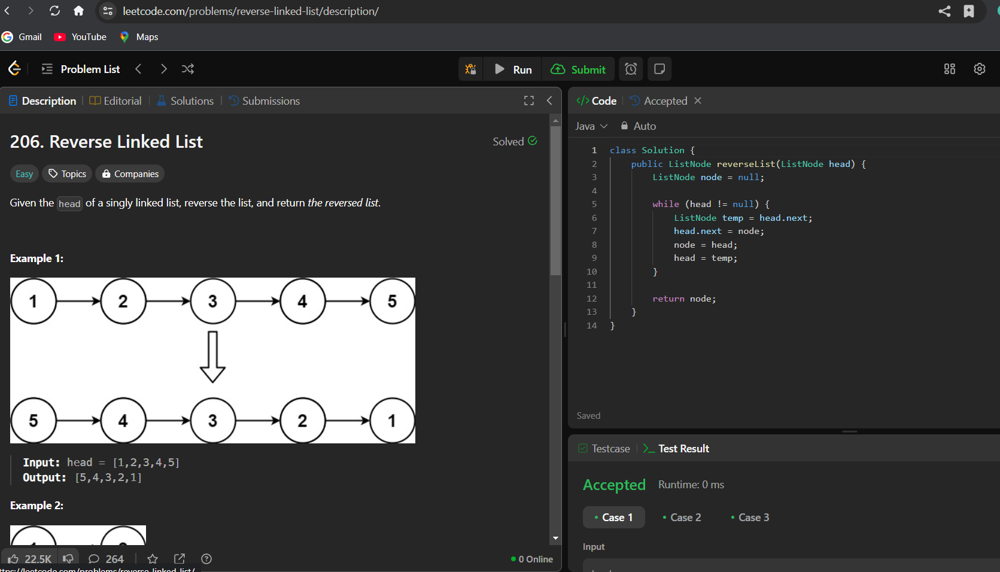 leetcode.com/problems/reverse-linked-list/description/
Gmail YouTube Maps
Problem List Run Submit
Description Editorial Solutions Submissions
206. Reverse Linked List
Solved
Easy Topics Companies
Given the head of a singly linked list, reverse the list, and return the reversed list.
Example 1:
1 2 3 4 5
5 4 3 2 1
Input: head = [1,2,3,4,5]
Output: [5,4,3,2,1]
Example 2:
22.5K 264
0 Online
ttps://leetcode.com/problems/reverse-linked-list/
</> Code Accepted
Java Auto
1 class Solution {
2 public ListNode reverseList(ListNode head) {
3 ListNode node = null;
4
5 while (head != null) {
6 ListNode temp = head.next;
7 head.next = node;
8 node = head;
9 head = temp;
10 }
11
12 return node;
13 }
14 }
Saved
Testcase >_ Test Result
Accepted Runtime: 0 ms
Case 1 Case 2 Case 3
Input